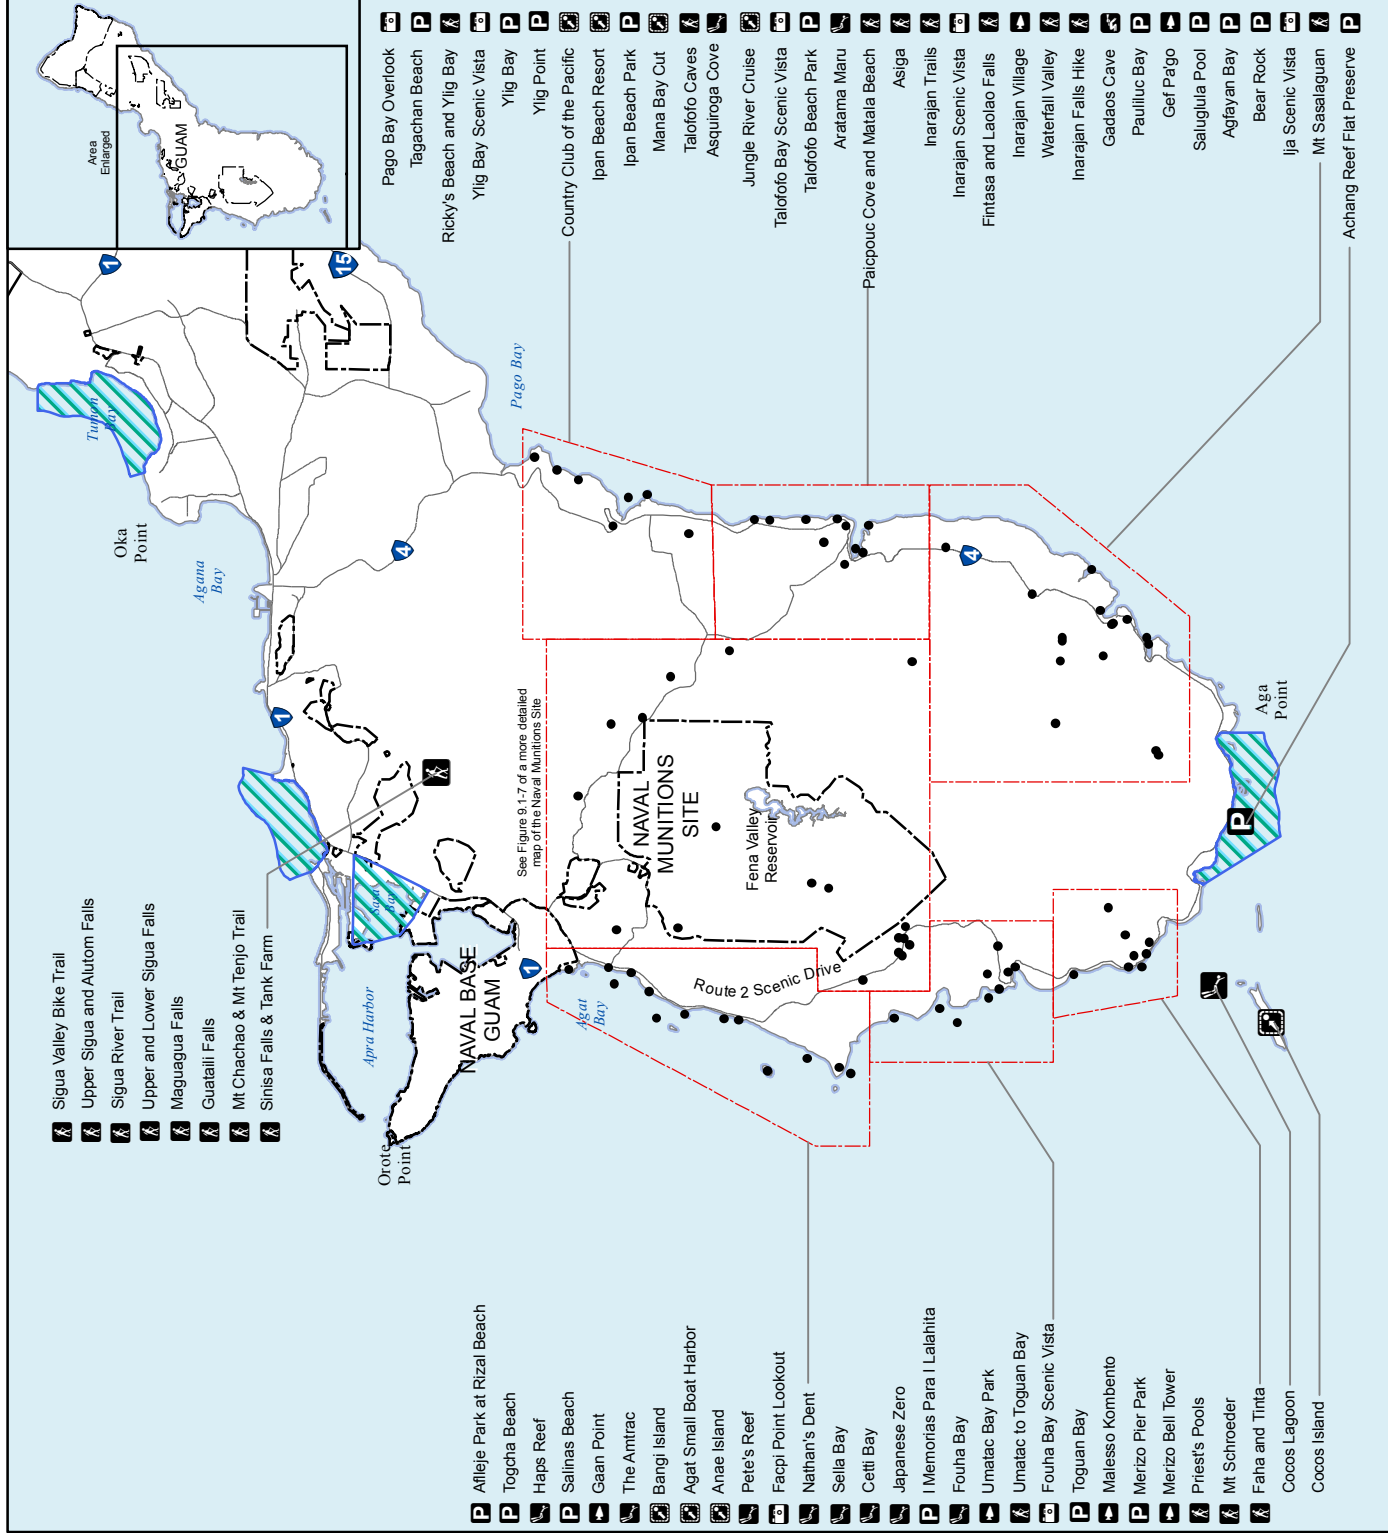 Area
Enlarged
GUAM
1
15
Tumon
Bay
Oka
Point
Agana
Bay
4
Pago Bay
1
Sasa
Bay
Apra Harbor
Orote
Point
NAVAL BASE
GUAM
1
Agat
Bay
See Figure 9.1-7 of a more detailed
map of the Naval Munitions Site
NAVAL
MUNITIONS
SITE
Fena Valley
Reservoir
Route 2 Scenic Drive
4
Aga
Point
P
Sigua Valley Bike Trail
Upper Sigua and Alutom Falls
Sigua River Trail
Upper and Lower Sigua Falls
Maguagua Falls
Guataili Falls
Mt Chachao & Mt Tenjo Trail
Sinisa Falls & Tank Farm
P Afleje Park at Rizal Beach
P Togcha Beach
Haps Reef
P Salinas Beach
Gaan Point
The Amtrac
Bangi Island
Agat Small Boat Harbor
Anae Island
Pete's Reef
Facpi Point Lookout
Nathan's Dent
Sella Bay
Cetti Bay
Japanese Zero
P I Memorias Para I Lalahita
Fouha Bay
Umatac Bay Park
Umatac to Toguan Bay
Fouha Bay Scenic Vista
P Toguan Bay
Malesso Kombento
P Merizo Pier Park
Merizo Bell Tower
Priest's Pools
Mt Schroeder
Faha and Tinta
Cocos Lagoon
Cocos Island
Pago Bay Overlook
Tagachan Beach P
Ricky's Beach and Ylig Bay
Ylig Bay Scenic Vista
Ylig Bay P
Ylig Point P
Country Club of the Pacific
Ipan Beach Resort
Ipan Beach Park P
Mana Bay Cut
Talofofo Caves
Asquiroga Cove
Jungle River Cruise
Talofofo Bay Scenic Vista
Talofofo Beach Park P
Aratama Maru
Paicpouc Cove and Matala Beach
Asiga
Inarajan Trails
Inarajan Scenic Vista
Fintasa and Laolao Falls
Inarajan Village
Waterfall Valley
Inarajan Falls Hike
Gadaos Cave
Pauliluc Bay P
Gef Pa'go
Saluglula Pool P
Agfayan Bay P
Bear Rock P
Ija Scenic Vista
Mt Sasalaguan
Achang Reef Flat Preserve P